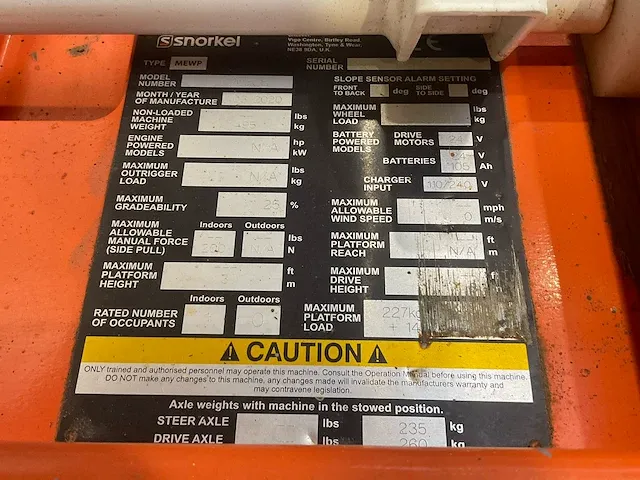 snorkel
Vigo Centre, Birtley Road,
Washington, Tyne & Wear,
NE38 9DA, U.K.
CE
TYPE MEWP
SERIAL NUMBER
MODEL NUMBER
SLOPE SENSOR ALARM SETTING
FRONT TO BACK deg SIDE TO SIDE deg
MONTH / YEAR OF MANUFACTURE
MAXIMUM WHEEL LOAD lbs kg
NON-LOADED MACHINE WEIGHT lbs kg
BATTERY POWERED MODELS DRIVE MOTORS 24 V
BATTERIES V 105 Ah
ENGINE POWERED MODELS N/A hp kW
CHARGER INPUT 110/240 V
MAXIMUM OUTRIGGER LOAD N/A lbs kg
MAXIMUM GRADEABILITY 25 %
MAXIMUM ALLOWABLE WIND SPEED 0 mph m/s
Indoors Outdoors
MAXIMUM ALLOWABLE MANUAL FORCE (SIDE PULL) lbs N
MAXIMUM PLATFORM REACH N/A ft m
MAXIMUM PLATFORM HEIGHT ft m
MAXIMUM DRIVE HEIGHT ft m
Indoors Outdoors
RATED NUMBER OF OCCUPANTS
MAXIMUM PLATFORM LOAD 227kg
CAUTION
ONLY trained and authorised personnel may operate this machine. Consult the Operation Manual before using this machine.
DO NOT make any changes to this machine, any changes made will invalidate the manufacturers warranty and
may contravene legislation.
Axle weights with machine in the stowed position.
STEER AXLE lbs 235 kg
DRIVE AXLE lbs 260 kg